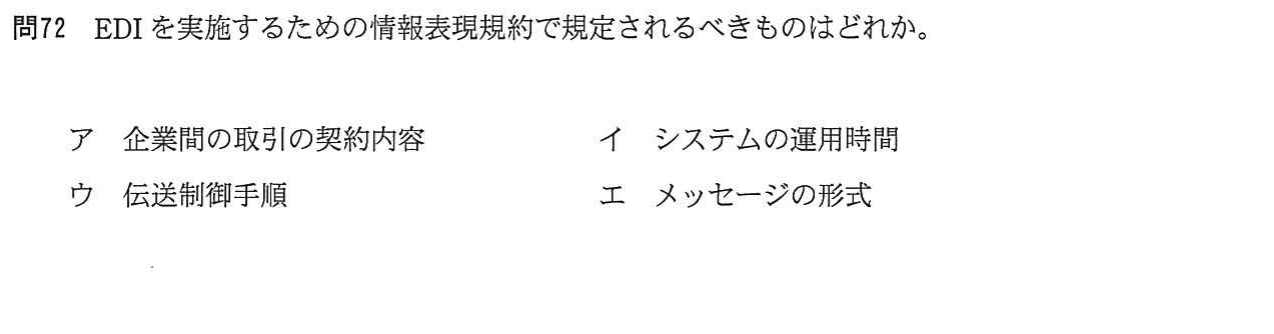 問72 EDIを実施するための情報表現規約で規定されるべきものはどれか。
ア 企業間の取引の契約内容 イ システムの運用時間
ウ 伝送制御手順 エ メッセージの形式